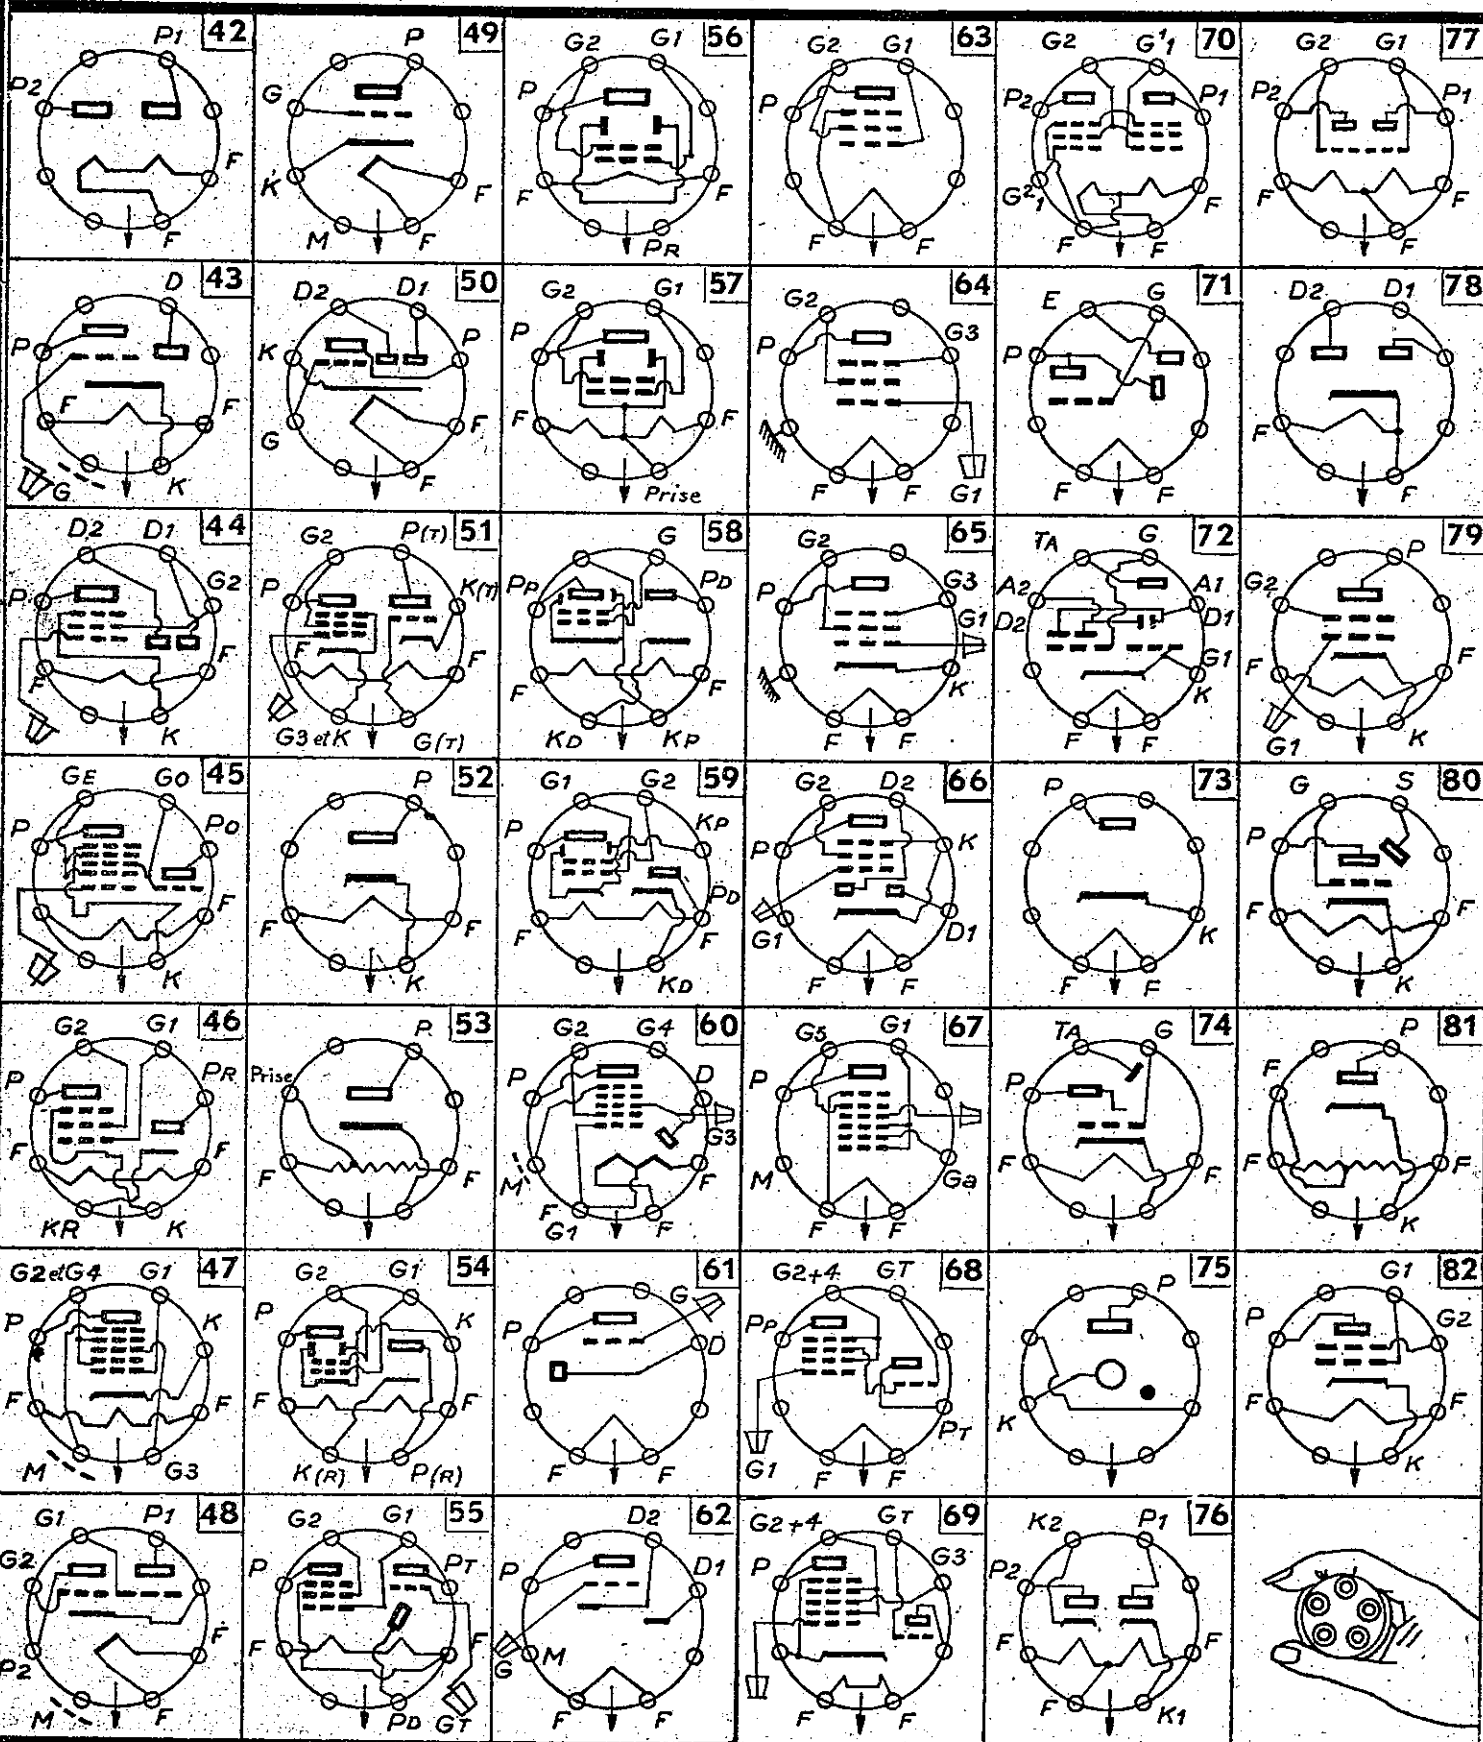 P1 42
P2
F
F
P 49
G
K
F
M F
G2 G1 56
P
F F
PR
G2 G1 63
P
F F
G2 G'1 70
P2 P1
G²1 F
F F
G2 G1 77
P2 P1
F F
F
D 43
P
F F
G K
D2 D1 50
K P
G F
F
G2 G1 57
P
F F
Prise
G2 64
P G3
F F G1
E G 71
P
F F
D2 D1 78
F
F
D2 D1 44
P G2
F F
K
G2 P(T) 51
P K(T)
F F
G3 et K G(T)
G 58
PP PD
F F
KD KP
G2 65
P G3
G1
K
F F
TA G 72
A2 A1
D2 D1
G1
K
F F
P 79
G2
F F
G1 K
GE GO 45
P PO
F
K
P 52
F F
K
G1 G2 59
P KP
PD
F F
KD
G2 D2 66
P K
G1 D1
F F
P 73
K
F F
G S 80
P
F F
K
G2 G1 46
P PR
F F
KR K
P 53
Prise
F F
G2 G4 60
P D
G3
M F
F F
G1
G5 G1 67
P
M Ga
F F
TA G 74
P
F F
K
P 81
F
F F
K
G2 et G4 G1 47
P K
F F
M G3
G2 G1 54
P K
F F
K(R) P(R)
61
G
P D
F F
G2+4 GT 68
PP
PT
G1 F F
P 75
K
G1 82
P G2
F F
K
G1 P1 48
G2
P2 F
M F
G2 G1 55
P PT
F F
PD GT
D2 62
P D1
G M
F F
G2+4 GT 69
P G3
F F
K2 P1 76
P2
F F
F K1